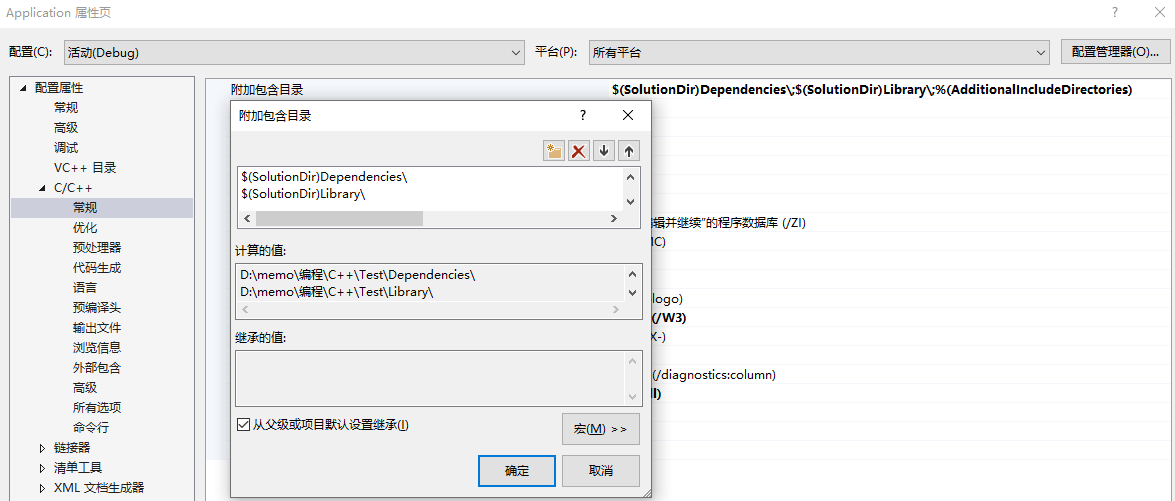 Application 属性页
配置(C): 活动(Debug) 平台(P): 所有平台 配置管理器(O)...
配置属性
常规
高级
调试
VC++ 目录
C/C++
常规
优化
预处理器
代码生成
语言
预编译头
输出文件
浏览信息
外部包含
高级
所有选项
命令行
链接器
清单工具
XML 文档生成器
附加包含目录 $(SolutionDir)Dependencies\;$(SolutionDir)Library\;%(AdditionalIncludeDirectories)
并继续”的程序数据库 (/ZI)
C)
logo)
(/W3)
X-)
(/diagnostics:column)
附加包含目录
$(SolutionDir)Dependencies\
$(SolutionDir)Library\
计算的值:
D:\memo\编程\C++\Test\Dependencies\
D:\memo\编程\C++\Test\Library\
继承的值:
从父级或项目默认设置继承(I)
宏(M) >>
确定 取消